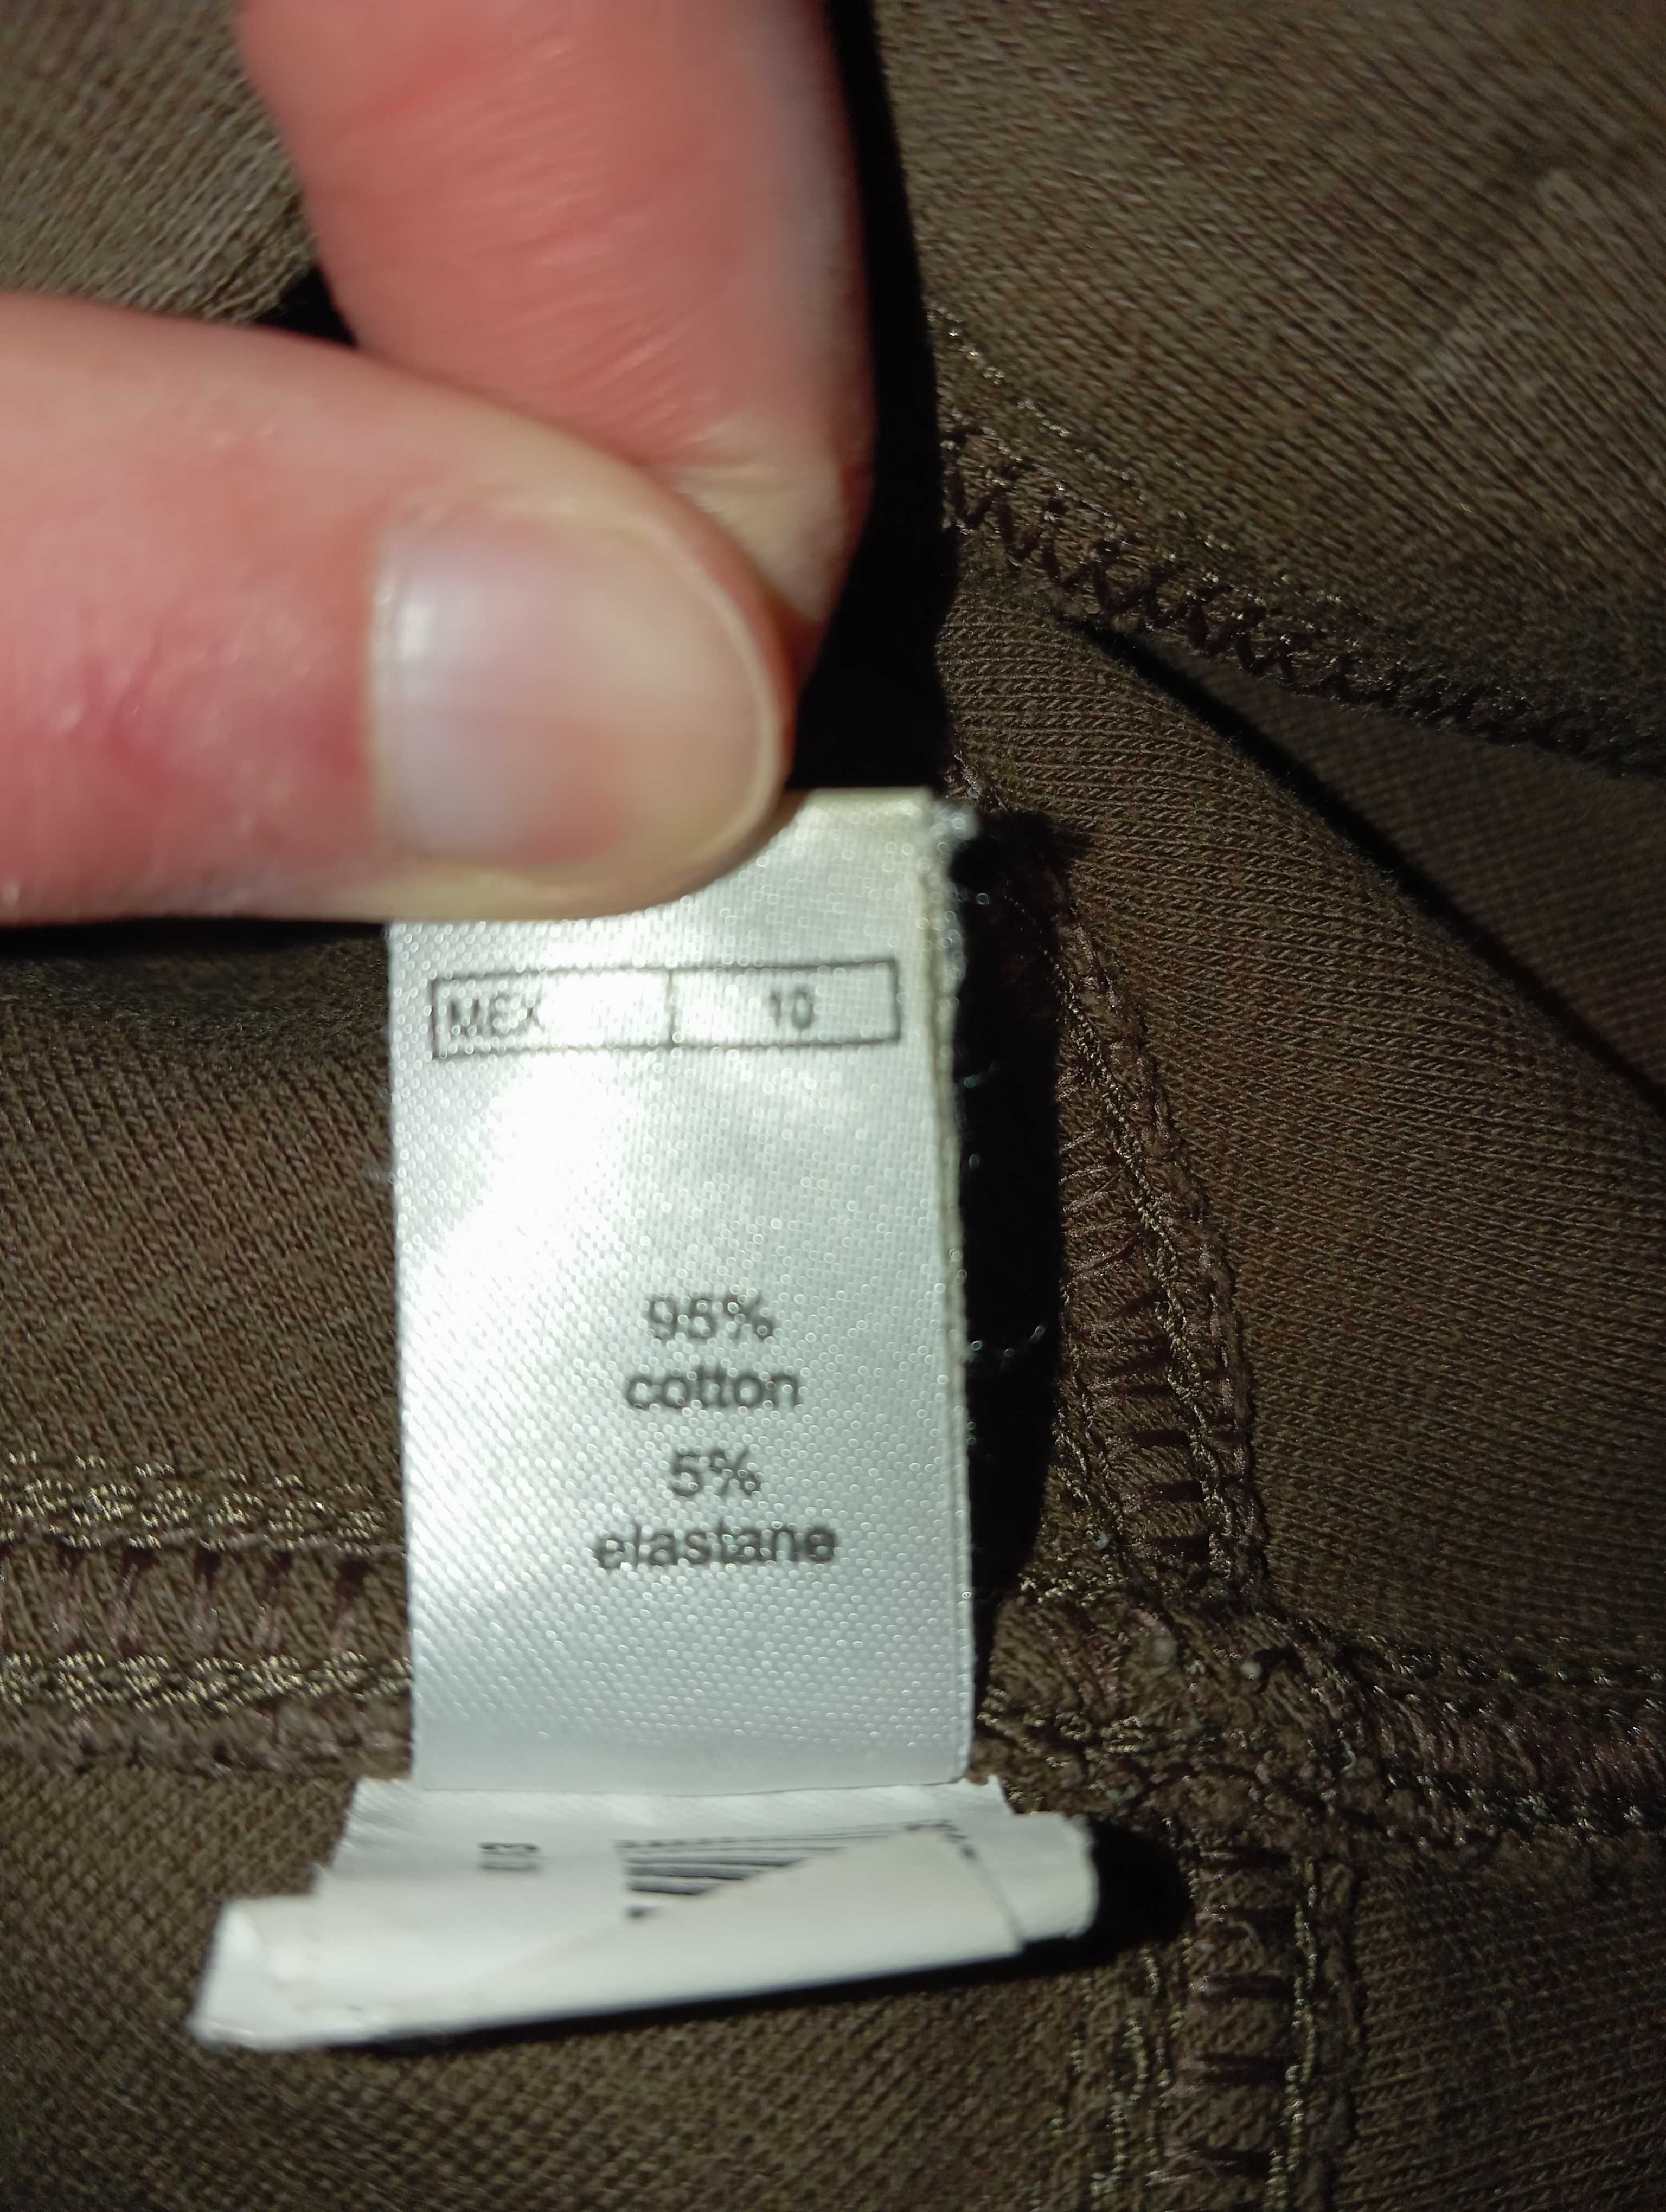 MEX 10
95%
cotton
5%
elastane